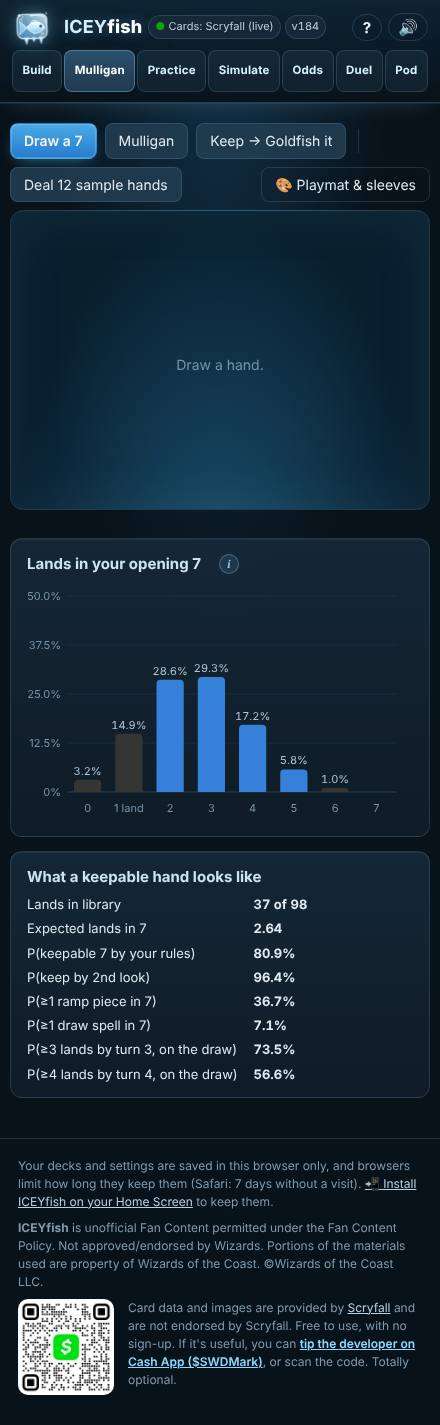 ICEYfish
Cards: Scryfall (live)
v184
?
Build
Mulligan
Practice
Simulate
Odds
Duel
Pod
Draw a 7
Mulligan
Keep → Goldfish it
Deal 12 sample hands
🎨 Playmat & sleeves
Draw a hand.
Lands in your opening 7
i
50.0%
37.5%
25.0%
12.5%
0%
3.2%
14.9%
28.6%
29.3%
17.2%
5.8%
1.0%
0
1 land
2
3
4
5
6
7
What a keepable hand looks like
Lands in library 37 of 98
Expected lands in 7 2.64
P(keepable 7 by your rules) 80.9%
P(keep by 2nd look) 96.4%
P(≥1 ramp piece in 7) 36.7%
P(≥1 draw spell in 7) 7.1%
P(≥3 lands by turn 3, on the draw) 73.5%
P(≥4 lands by turn 4, on the draw) 56.6%
Your decks and settings are saved in this browser only, and browsers
limit how long they keep them (Safari: 7 days without a visit). 📲 Install
ICEYfish on your Home Screen to keep them.
ICEYfish is unofficial Fan Content permitted under the Fan Content
Policy. Not approved/endorsed by Wizards. Portions of the materials
used are property of Wizards of the Coast. ©Wizards of the Coast
LLC.
Card data and images are provided by Scryfall and
are not endorsed by Scryfall. Free to use, with no
sign-up. If it's useful, you can tip the developer on
Cash App ($SWDMark), or scan the code. Totally
optional.
$